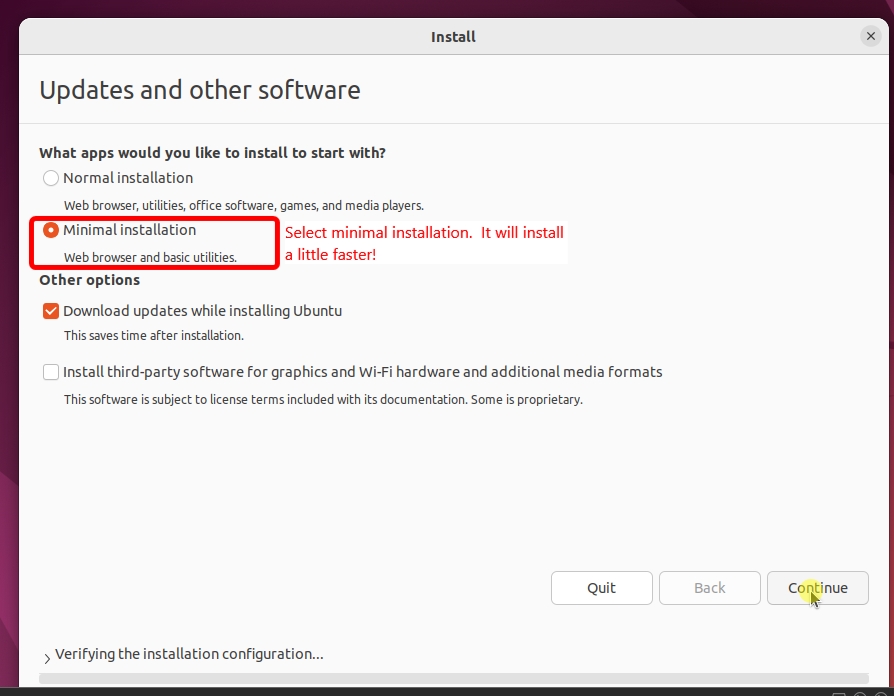 Install
Updates and other software
What apps would you like to install to start with?
Normal installation
Web browser, utilities, office software, games, and media players.
Minimal installation
Web browser and basic utilities.
Select minimal installation.  It will install
a little faster!
Other options
Download updates while installing Ubuntu
This saves time after installation.
Install third-party software for graphics and Wi-Fi hardware and additional media formats
This software is subject to license terms included with its documentation. Some is proprietary.
Quit
Back
Continue
Verifying the installation configuration...